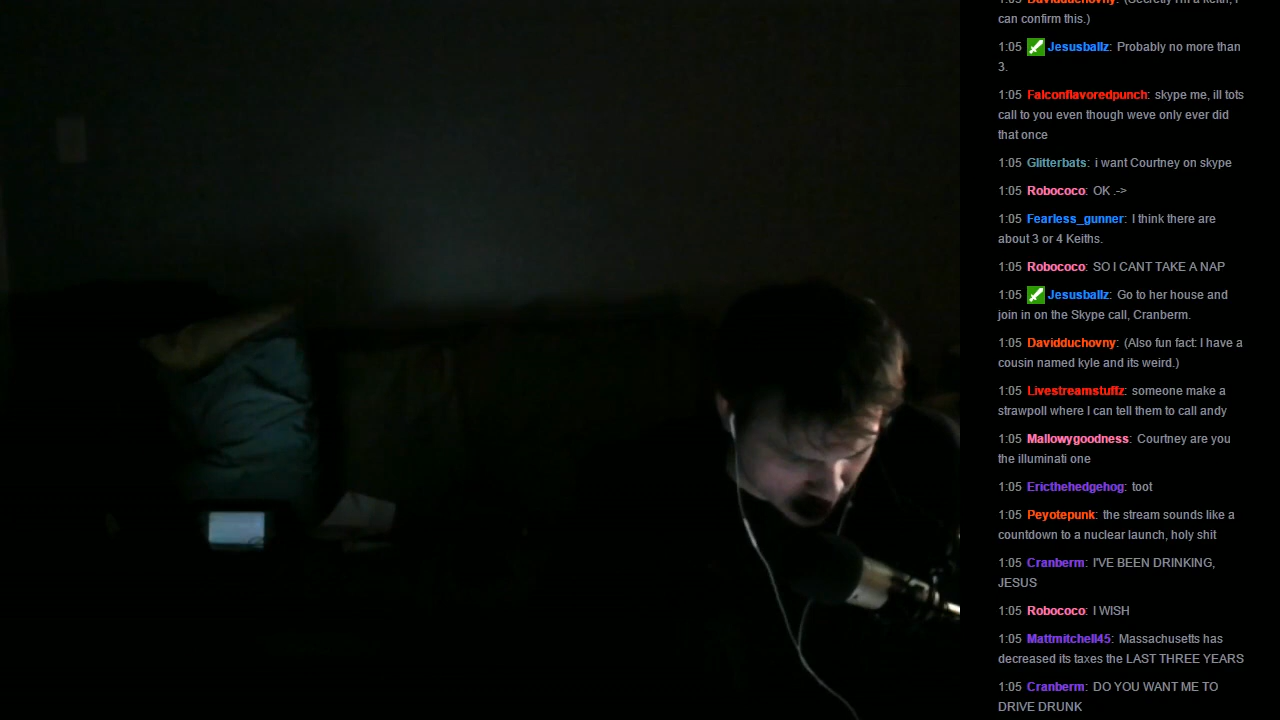 1:05 Davidduchovny: (Secretly I'm a keith, I
can confirm this.)
1:05 Jesusballz: Probably no more than
3.
1:05 Falconflavoredpunch: skype me, ill tots
call to you even though weve only ever did
that once
1:05 Glitterbats: i want Courtney on skype
1:05 Robococo: OK .->
1:05 Fearless_gunner: I think there are
about 3 or 4 Keiths.
1:05 Robococo: SO I CANT TAKE A NAP
1:05 Jesusballz: Go to her house and
join in on the Skype call, Cranberm.
1:05 Davidduchovny: (Also fun fact: I have a
cousin named kyle and its weird.)
1:05 Livestreamstuffz: someone make a
strawpoll where I can tell them to call andy
1:05 Mallowygoodness: Courtney are you
the illuminati one
1:05 Ericthehedgehog: toot
1:05 Peyotepunk: the stream sounds like a
countdown to a nuclear launch, holy shit
1:05 Cranberm: I'VE BEEN DRINKING,
JESUS
1:05 Robococo: I WISH
1:05 Mattmitchell45: Massachusetts has
decreased its taxes the LAST THREE YEARS
1:05 Cranberm: DO YOU WANT ME TO
DRIVE DRUNK